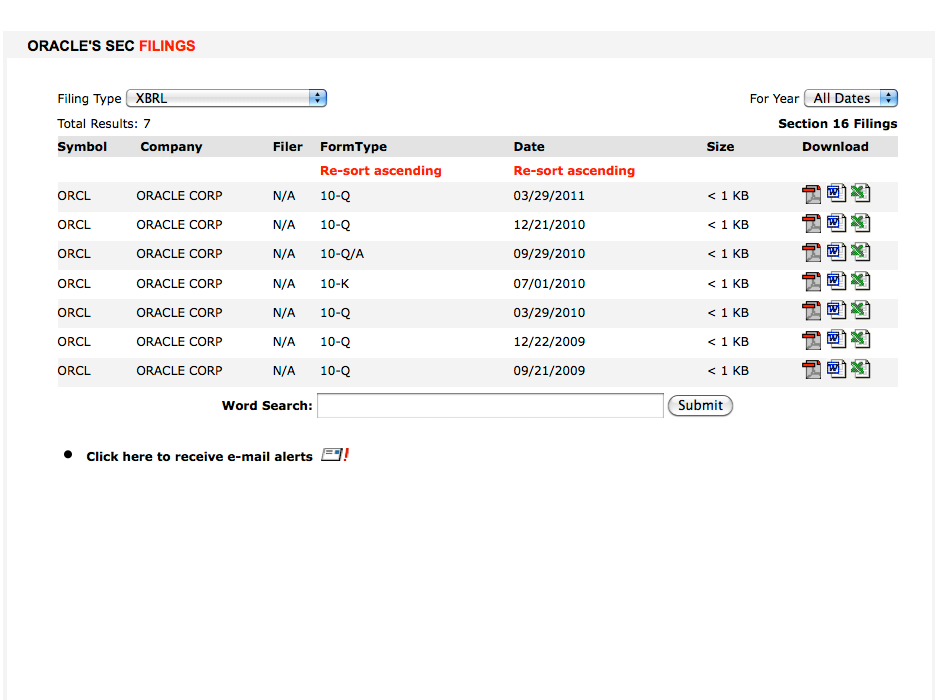 ORACLE'S SEC FILINGS
Filing Type XBRL For Year All Dates
Total Results: 7 Section 16 Filings
Symbol Company Filer FormType Date Size Download
Re-sort ascending Re-sort ascending
ORCL ORACLE CORP N/A 10-Q 03/29/2011 < 1 KB
ORCL ORACLE CORP N/A 10-Q 12/21/2010 < 1 KB
ORCL ORACLE CORP N/A 10-Q/A 09/29/2010 < 1 KB
ORCL ORACLE CORP N/A 10-K 07/01/2010 < 1 KB
ORCL ORACLE CORP N/A 10-Q 03/29/2010 < 1 KB
ORCL ORACLE CORP N/A 10-Q 12/22/2009 < 1 KB
ORCL ORACLE CORP N/A 10-Q 09/21/2009 < 1 KB
Word Search: Submit
Click here to receive e-mail alerts